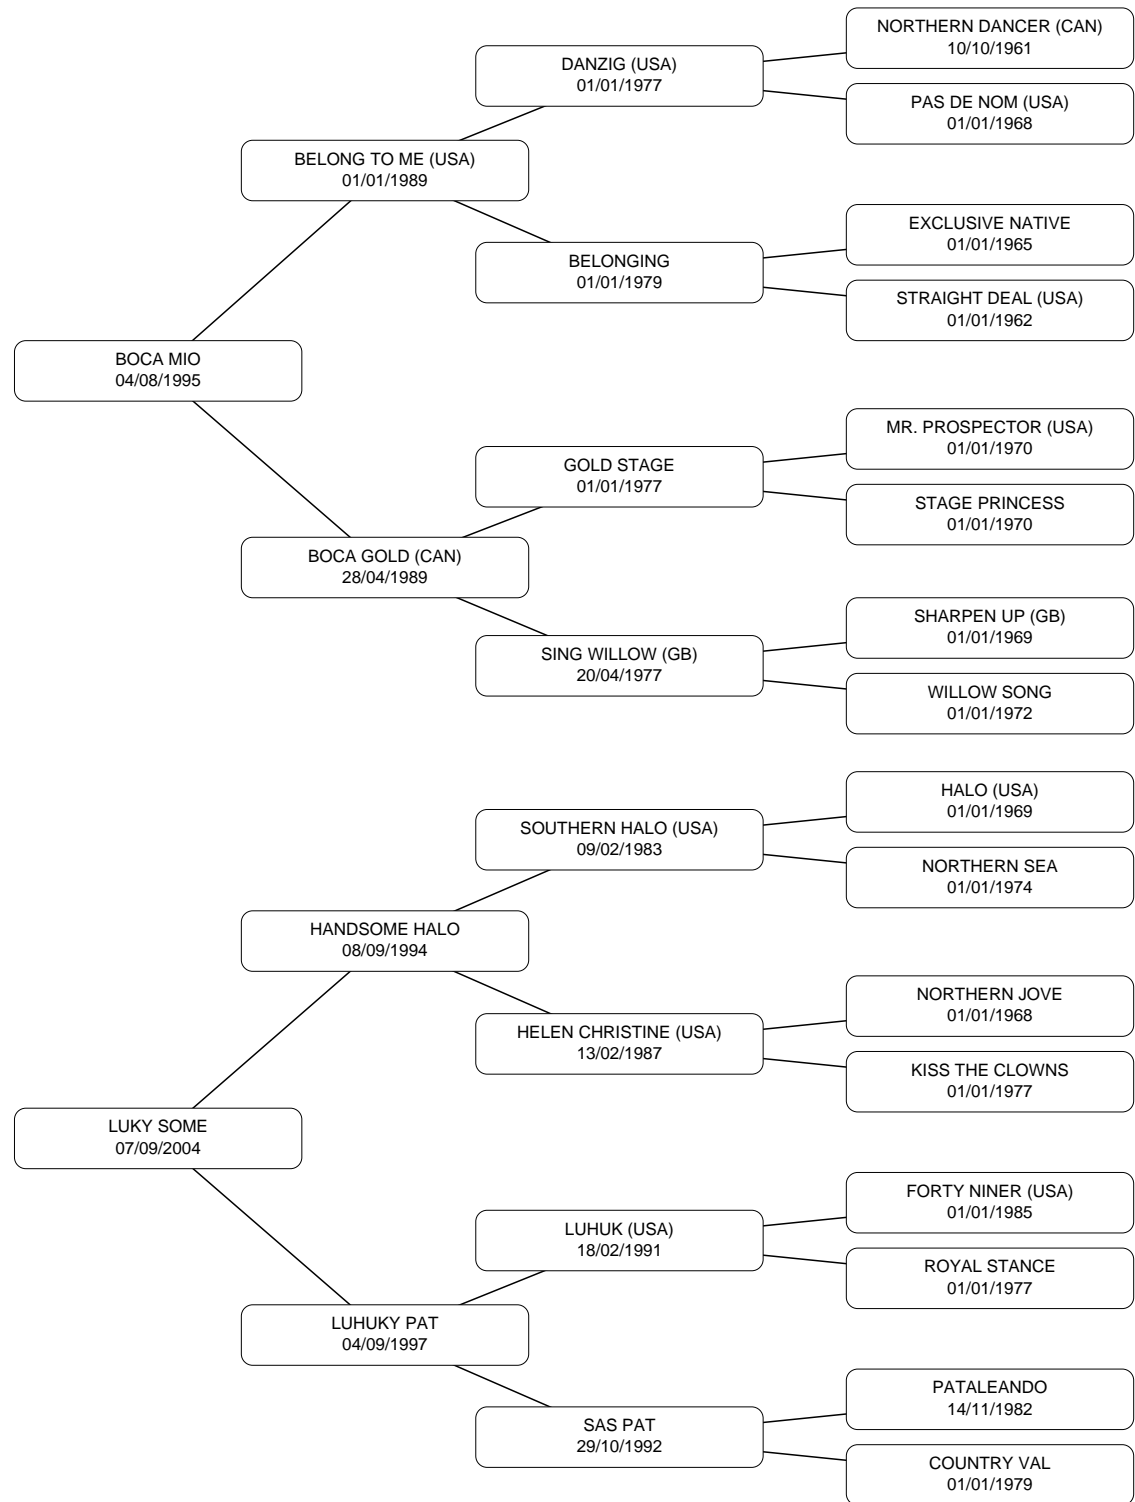 NORTHERN DANCER (CAN)
10/10/1961
DANZIG (USA)
01/01/1977
PAS DE NOM (USA)
01/01/1968
BELONG TO ME (USA)
01/01/1989
EXCLUSIVE NATIVE
01/01/1965
BELONGING
01/01/1979
STRAIGHT DEAL (USA)
01/01/1962
BOCA MIO
04/08/1995
MR. PROSPECTOR (USA)
01/01/1970
GOLD STAGE
01/01/1977
STAGE PRINCESS
01/01/1970
BOCA GOLD (CAN)
28/04/1989
SHARPEN UP (GB)
01/01/1969
SING WILLOW (GB)
20/04/1977
WILLOW SONG
01/01/1972
HALO (USA)
01/01/1969
SOUTHERN HALO (USA)
09/02/1983
NORTHERN SEA
01/01/1974
HANDSOME HALO
08/09/1994
NORTHERN JOVE
01/01/1968
HELEN CHRISTINE (USA)
13/02/1987
KISS THE CLOWNS
01/01/1977
LUKY SOME
07/09/2004
FORTY NINER (USA)
01/01/1985
LUHUK (USA)
18/02/1991
ROYAL STANCE
01/01/1977
LUHUKY PAT
04/09/1997
PATALEANDO
14/11/1982
SAS PAT
29/10/1992
COUNTRY VAL
01/01/1979